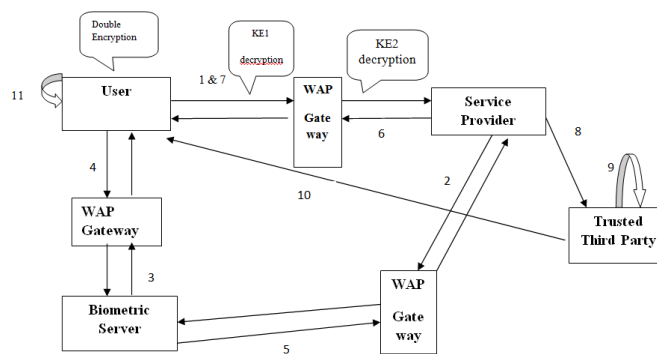 Double
Encryption
KE1
decryption
KE2
decryption
11
User
1 & 7
WAP
Gate
way
Service
Provider
6
8
4
2
9
10
WAP
Gateway
Trusted
Third Party
3
WAP
Gate
way
Biometric
Server
5